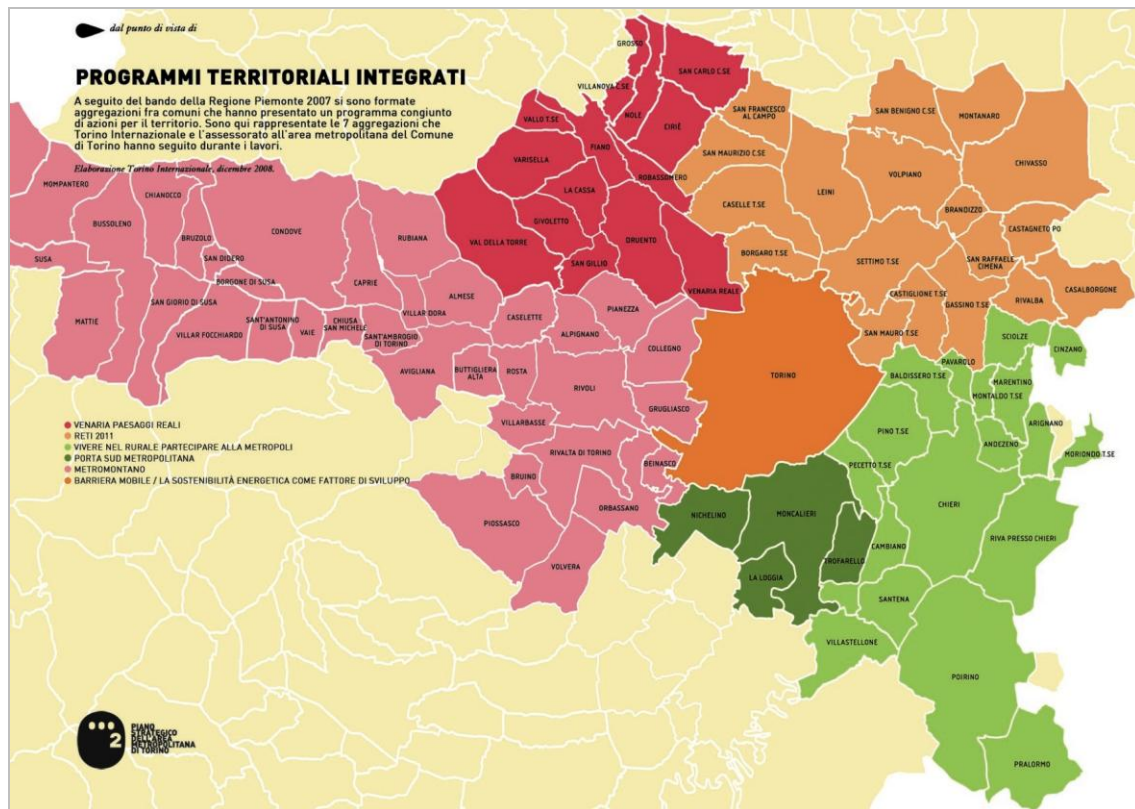 dal punto di vista di
PROGRAMMI TERRITORIALI INTEGRATI
A seguito del bando della Regione Piemonte 2007 si sono formate
aggregazioni fra comuni che hanno presentato un programma congiunto
di azioni per il territorio. Sono qui rappresentate le 7 aggregazioni che
Torino Internazionale e l'assessorato all'area metropolitana del Comune
di Torino hanno seguito durante i lavori.
Elaborazione Torino Internazionale, dicembre 2008.
GROSSO
SAN CARLO C.SE
VILLANOVA C.SE
NOLE
VALLO T.SE
CIRIÈ
FIANO
VARISELLA
ROBASSOMERO
LA CASSA
GIVOLETTO
VAL DELLA TORRE
DRUENTO
SAN GILLIO
VENARIA REALE
SAN FRANCESCO
AL CAMPO
SAN BENIGNO C.SE
MONTANARO
SAN MAURIZIO C.SE
CHIVASSO
VOLPIANO
LEINI
CASELLE T.SE
BRANDIZZO
CASTAGNETO PO
BORGARO T.SE
SETTIMO T.SE
SAN RAFFAELE
CIMENA
CASTIGLIONE T.SE
GASSINO T.SE
RIVALBA
CASALBORGONE
SAN MAURO T.SE
MOMPANTERO
CHIANOCCO
BUSSOLENO
CONDOVE
BRUZOLO
RUBIANA
SUSA
SAN DIDERO
BORGONE DI SUSA
CAPRIE
SAN GIORIO DI SUSA
ALMESE
MATTIE
VILLAR DORA
VILLAR FOCCHIARDO
SANT'ANTONINO
DI SUSA
VAIE
CHIUSA
SAN MICHELE
SANT'AMBROGIO
DI TORINO
CASELETTE
PIANEZZA
ALPIGNANO
COLLEGNO
AVIGLIANA
BUTTIGLIERA
ALTA
ROSTA
RIVOLI
GRUGLIASCO
VILLARBASSE
RIVALTA DI TORINO
BEINASCO
BRUINO
ORBASSANO
PIOSSASCO
VOLVERA
TORINO
SCIOLZE
CINZANO
PAVAROLO
BALDISSERO T.SE
MARENTINO
MONTALDO T.SE
ARIGNANO
PINO T.SE
ANDEZENO
MORIONDO T.SE
PECETTO T.SE
CHIERI
RIVA PRESSO CHIERI
CAMBIANO
SANTENA
VILLASTELLONE
POIRINO
PRALORMO
NICHELINO
MONCALIERI
TROFARELLO
LA LOGGIA
VENARIA PAESAGGI REALI
RETI 2011
VIVERE NEL RURALE PARTECIPARE ALLA METROPOLI
PORTA SUD METROPOLITANA
METROMONTANO
BARRIERA MOBILE / LA SOSTENIBILITÀ ENERGETICA COME FATTORE DI SVILUPPO
2
PIANO
STRATEGICO
DELL'AREA
METROPOLITANA
DI TORINO